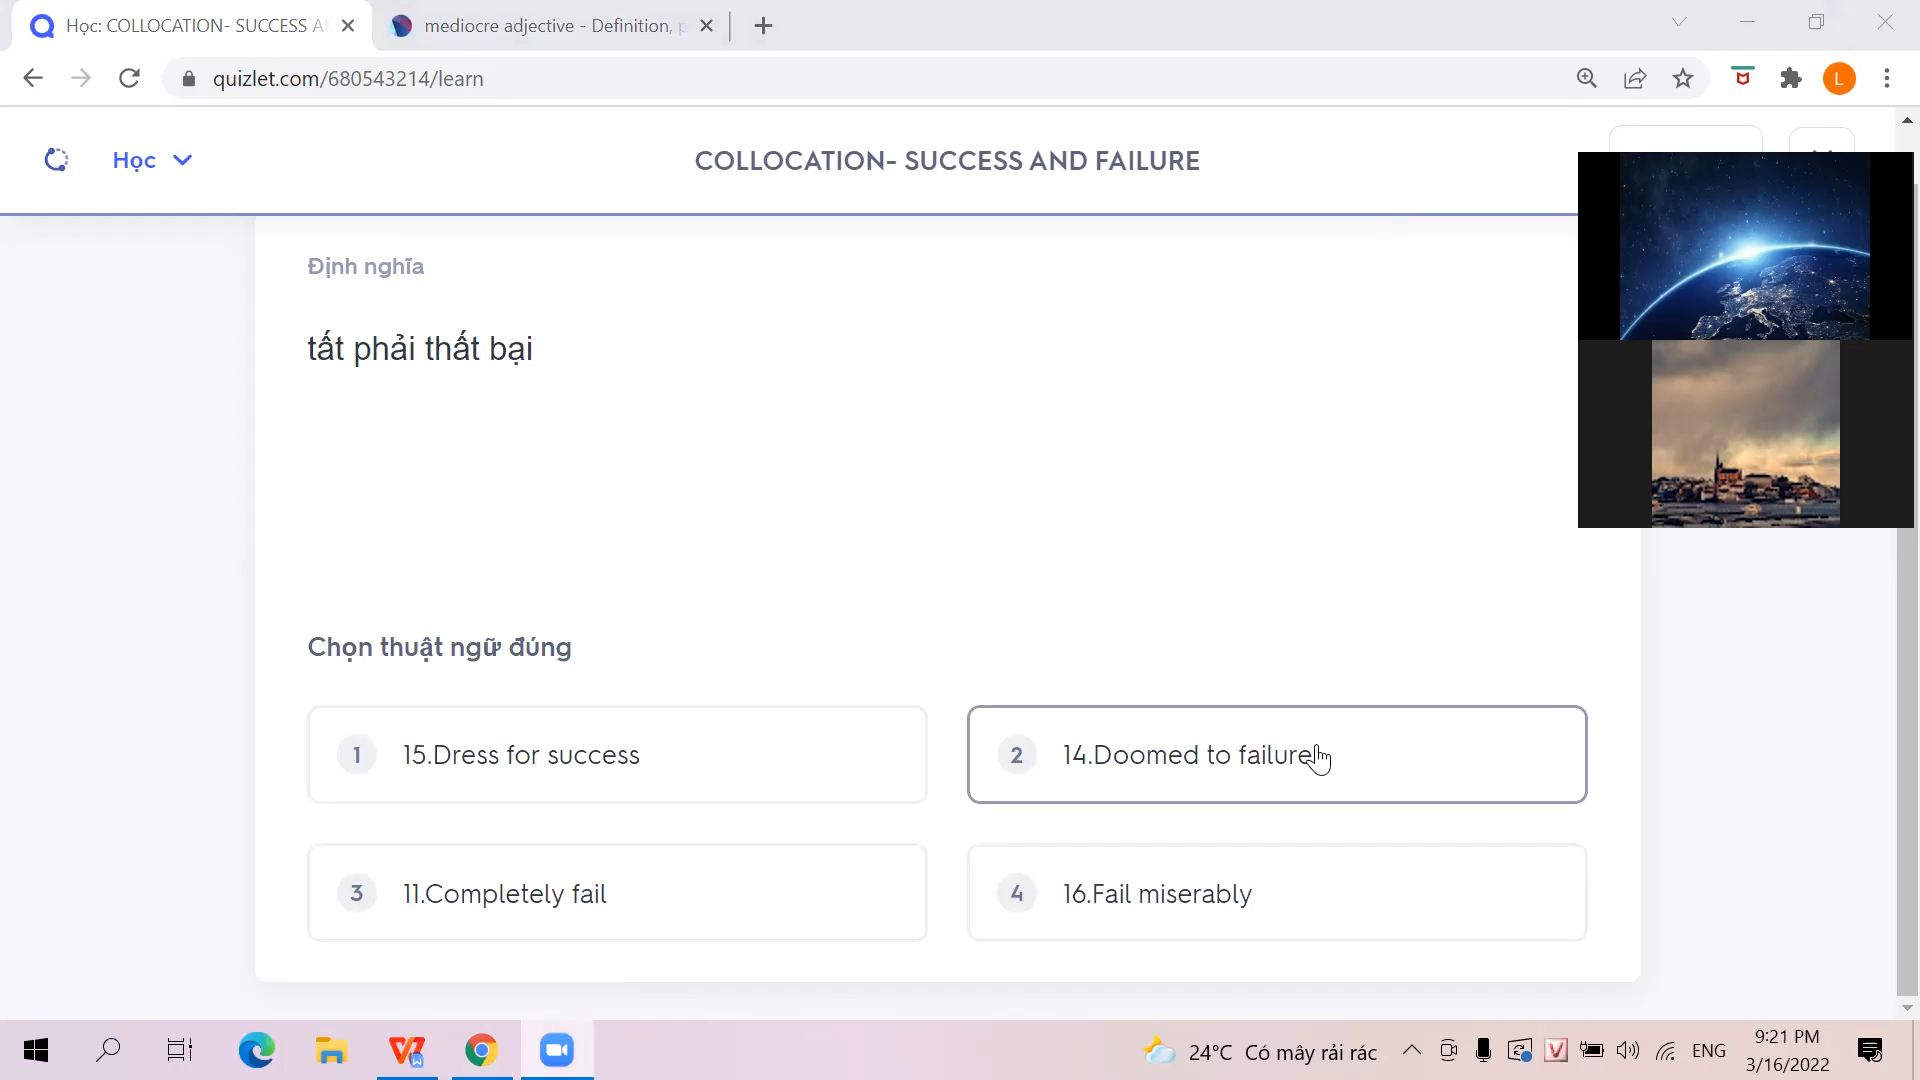 Học: COLLOCATION- SUCCESS A
mediocre adjective - Definition, p
quizlet.com/680543214/learn
L
Học
COLLOCATION- SUCCESS AND FAILURE
Định nghĩa
tất phải thất bại
Chọn thuật ngữ đúng
1 15.Dress for success
2 14.Doomed to failure
3 11.Completely fail
4 16.Fail miserably
24°C Có mây rải rác
ENG
9:21 PM
3/16/2022